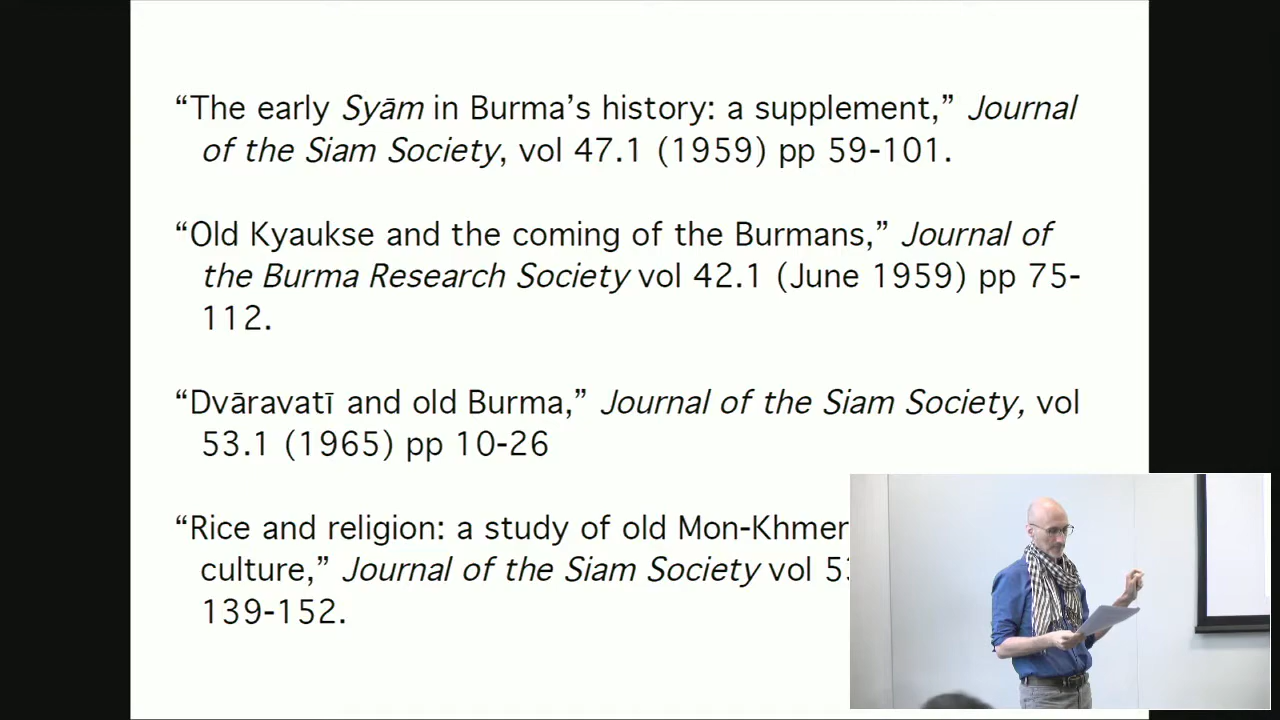 “The early Syām in Burma’s history: a supplement,” Journal
of the Siam Society, vol 47.1 (1959) pp 59-101.
“Old Kyaukse and the coming of the Burmans,” Journal of
the Burma Research Society vol 42.1 (June 1959) pp 75-
112.
“Dvāravatī and old Burma,” Journal of the Siam Society, vol
53.1 (1965) pp 10-26
“Rice and religion: a study of old Mon-Khmer
culture,” Journal of the Siam Society vol
139-152.